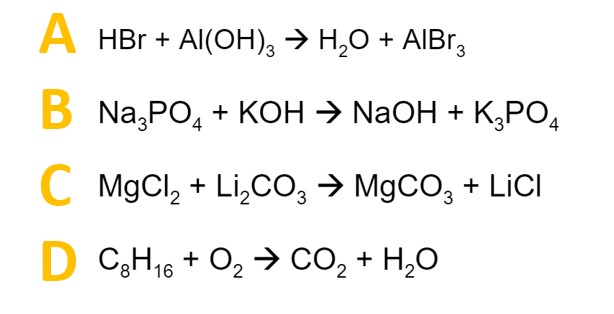 A HBr + Al(OH)₃ → H₂O + AlBr₃
B Na₃PO₄ + KOH → NaOH + K₃PO₄
C MgCl₂ + Li₂CO₃ → MgCO₃ + LiCl
D C₈H₁₆ + O₂ → CO₂ + H₂O